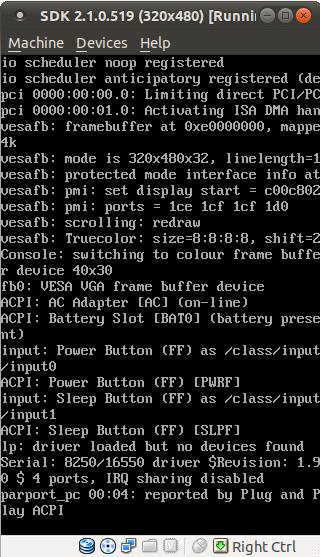 SDK 2.1.0.519 (320x480) [Runni
Machine Devices Help
io scheduler noop registered
io scheduler anticipatory registered (de
pci 0000:00:00.0: Limiting direct PCI/PC
pci 0000:00:01.0: Activating ISA DMA han
vesafb: framebuffer at 0xe0000000, mappe
4k
vesafb: mode is 320x480x32, linelength=1
vesafb: protected mode interface info at
vesafb: pmi: set display start = c00c802
vesafb: pmi: ports = 1ce 1cf 1cf 1d0
vesafb: scrolling: redraw
vesafb: Truecolor: size=8:8:8:8, shift=2
Console: switching to colour frame buffe
r device 40x30
fb0: VESA VGA frame buffer device
ACPI: AC Adapter [AC] (on-line)
ACPI: Battery Slot [BAT0] (battery prese
nt)
input: Power Button (FF) as /class/input
/input0
ACPI: Power Button (FF) [PWRF]
input: Sleep Button (FF) as /class/input
/input1
ACPI: Sleep Button (FF) [SLPF]
lp: driver loaded but no devices found
Serial: 8250/16550 driver $Revision: 1.9
0 $ 4 ports, IRQ sharing disabled
parport_pc 00:04: reported by Plug and P
lay ACPI
Right Ctrl